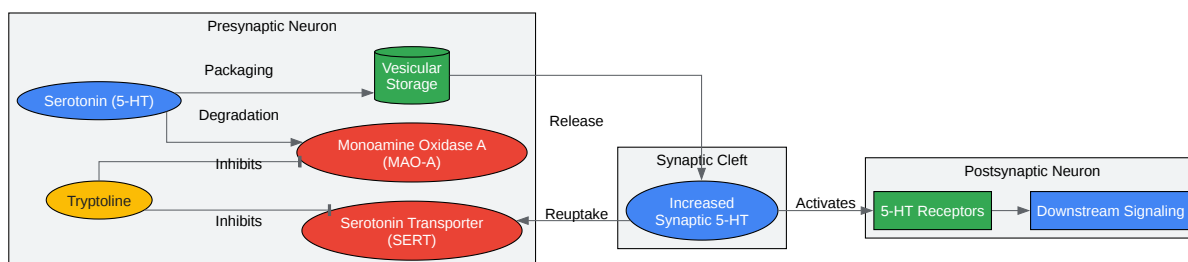 Presynaptic Neuron
Packaging
Vesicular
Storage
Serotonin (5-HT)
Degradation
Monoamine Oxidase A
(MAO-A)
Inhibits
Tryptoline
Inhibits
Serotonin Transporter
(SERT)
Release
Reuptake
Synaptic Cleft
Increased
Synaptic 5-HT
Activates
Postsynaptic Neuron
5-HT Receptors
Downstream Signaling